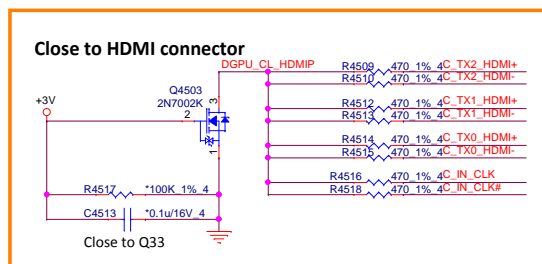 Close to HDMI connector
DGPU_CL_HDMIP
Q4503
2N7002K
+3V
3
2
1
R4509 470_1%_4 C_TX2_HDMI+
R4510 470_1%_4 C_TX2_HDMI-
R4512 470_1%_4 C_TX1_HDMI+
R4513 470_1%_4 C_TX1_HDMI-
R4514 470_1%_4 C_TX0_HDMI+
R4515 470_1%_4 C_TX0_HDMI-
R4516 470_1%_4 C_IN_CLK
R4518 470_1%_4 C_IN_CLK#
R4517 *100K_1%_4
C4513 *0.1u/16V_4
Close to Q33